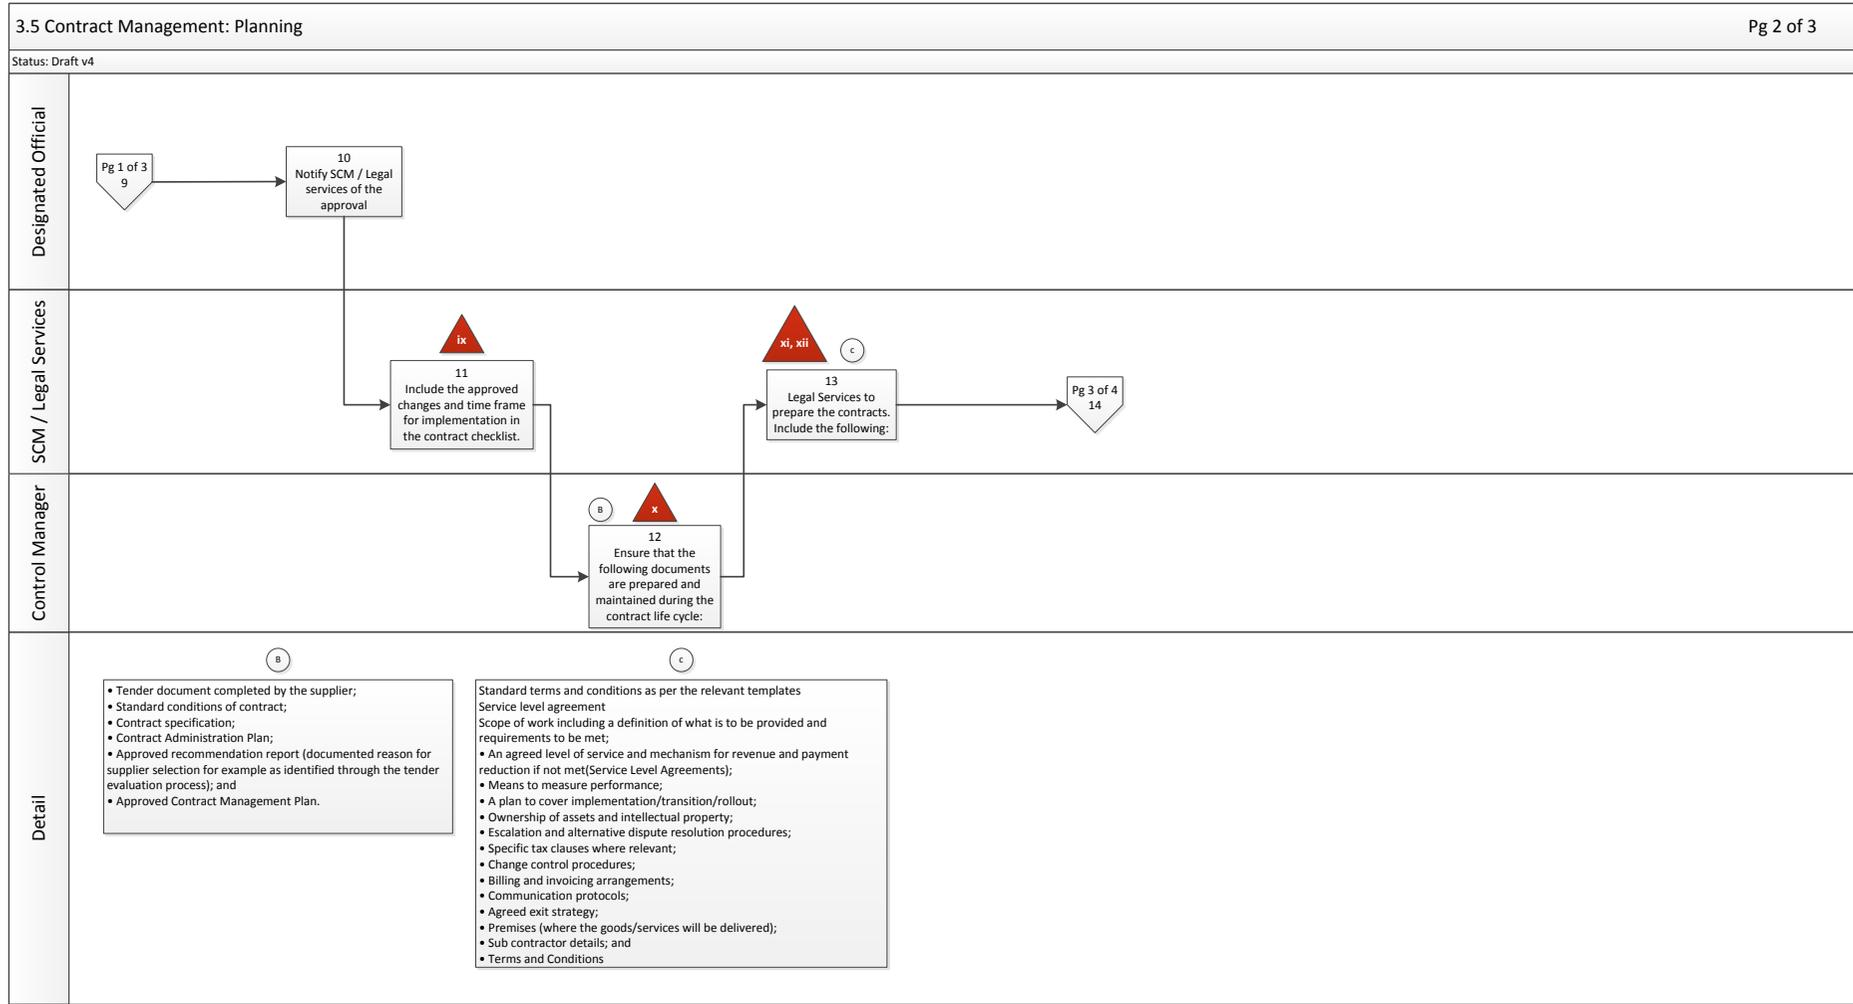 3.5 Contract Management: Planning
Pg 2 of 3
Status: Draft v4
Designated Official
Pg 1 of 3
9
10
Notify SCM / Legal
services of the
approval
SCM / Legal Services
ix
11
Include the approved
changes and time frame
for implementation in
the contract checklist.
xi, xii
c
13
Legal Services to
prepare the contracts.
Include the following:
Pg 3 of 4
14
Control Manager
B
x
12
Ensure that the
following documents
are prepared and
maintained during the
contract life cycle:
Detail
B
• Tender document completed by the supplier;
• Standard conditions of contract;
• Contract specification;
• Contract Administration Plan;
• Approved recommendation report (documented reason for
supplier selection for example as identified through the tender
evaluation process); and
• Approved Contract Management Plan.
c
Standard terms and conditions as per the relevant templates
Service level agreement
Scope of work including a definition of what is to be provided and
requirements to be met;
• An agreed level of service and mechanism for revenue and payment
reduction if not met(Service Level Agreements);
• Means to measure performance;
• A plan to cover implementation/transition/rollout;
• Ownership of assets and intellectual property;
• Escalation and alternative dispute resolution procedures;
• Specific tax clauses where relevant;
• Change control procedures;
• Billing and invoicing arrangements;
• Communication protocols;
• Agreed exit strategy;
• Premises (where the goods/services will be delivered);
• Sub contractor details; and
• Terms and Conditions